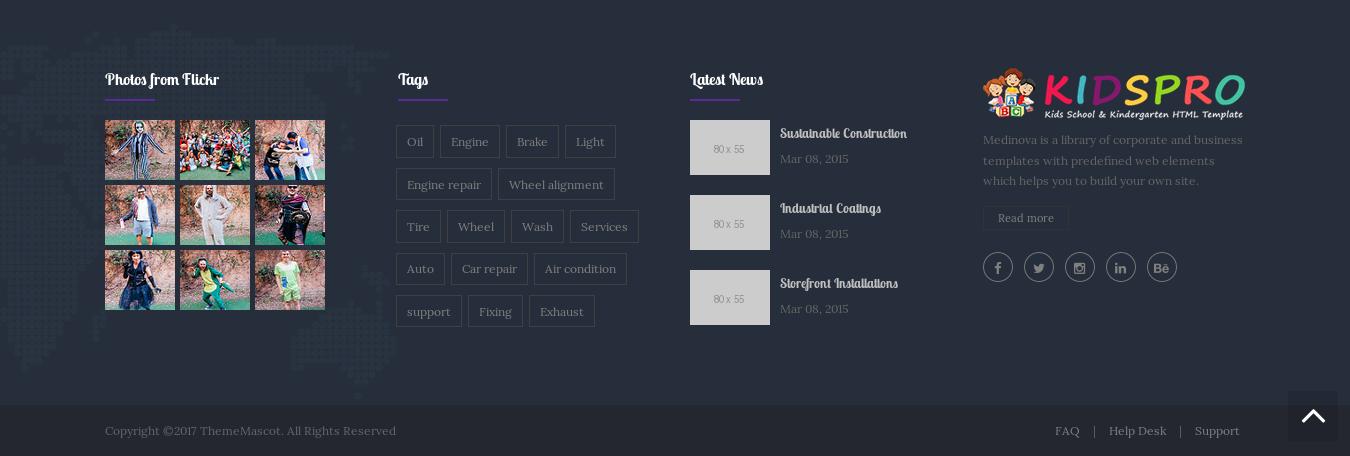 Photos from Flickr
Tags
Oil
Engine
Brake
Light
Engine repair
Wheel alignment
Tire
Wheel
Wash
Services
Auto
Car repair
Air condition
support
Fixing
Exhaust
Latest News
80 x 55
Sustainable Construction
Mar 08, 2015
80 x 55
Industrial Coatings
Mar 08, 2015
80 x 55
Storefront Installations
Mar 08, 2015
A
B C
KIDSPRO
Kids School & Kindergarten HTML Template
Medinova is a library of corporate and business
templates with predefined web elements
which helps you to build your own site.
Read more
Copyright ©2017 ThemeMascot. All Rights Reserved
FAQ | Help Desk | Support